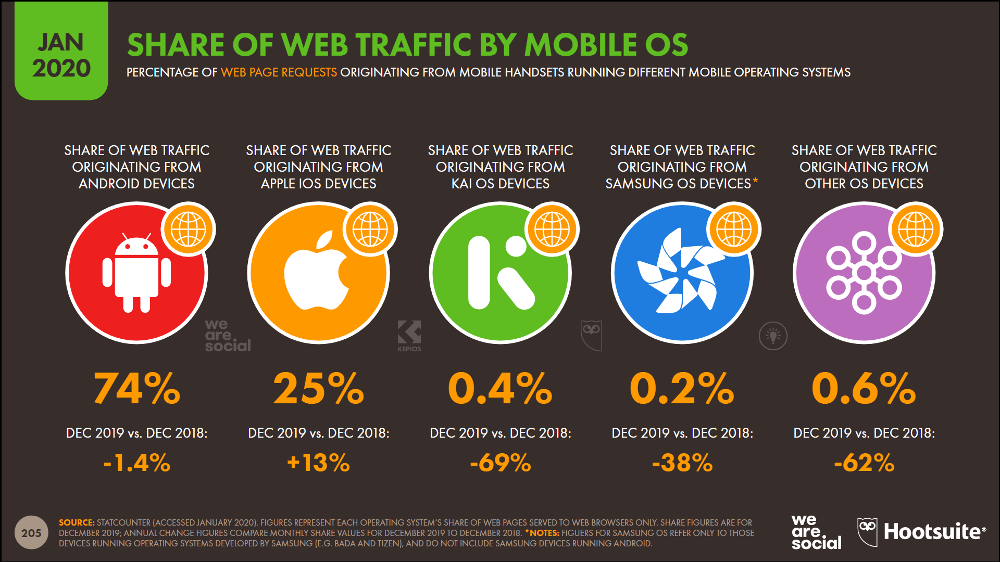 JAN
2020
SHARE OF WEB TRAFFIC BY MOBILE OS
PERCENTAGE OF WEB PAGE REQUESTS ORIGINATING FROM MOBILE HANDSETS RUNNING DIFFERENT MOBILE OPERATING SYSTEMS
SHARE OF WEB TRAFFIC
ORIGINATING FROM
ANDROID DEVICES
74%
DEC 2019 vs. DEC 2018:
-1.4%
SHARE OF WEB TRAFFIC
ORIGINATING FROM
APPLE IOS DEVICES
25%
DEC 2019 vs. DEC 2018:
+13%
SHARE OF WEB TRAFFIC
ORIGINATING FROM
KAI OS DEVICES
0.4%
DEC 2019 vs. DEC 2018:
-69%
SHARE OF WEB TRAFFIC
ORIGINATING FROM
SAMSUNG OS DEVICES*
0.2%
DEC 2019 vs. DEC 2018:
-38%
SHARE OF WEB TRAFFIC
ORIGINATING FROM
OTHER OS DEVICES
0.6%
DEC 2019 vs. DEC 2018:
-62%
we
are
social
KEPIOS
205
SOURCE: STATCOUNTER (ACCESSED JANUARY 2020). FIGURES REPRESENT EACH OPERATING SYSTEM'S SHARE OF WEB PAGES SERVED TO WEB BROWSERS ONLY. SHARE FIGURES ARE FOR
DECEMBER 2019; ANNUAL CHANGE FIGURES COMPARE MONTHLY SHARE VALUES FOR DECEMBER 2019 TO DECEMBER 2018. *NOTES: FIGUERS FOR SAMSUNG OS REFER ONLY TO THOSE
DEVICES RUNNING OPERATING SYSTEMS DEVELOPED BY SAMSUNG (E.G. BADA AND TIZEN), AND DO NOT INCLUDE SAMSUNG DEVICES RUNNING ANDROID.
we
are
social
Hootsuite®